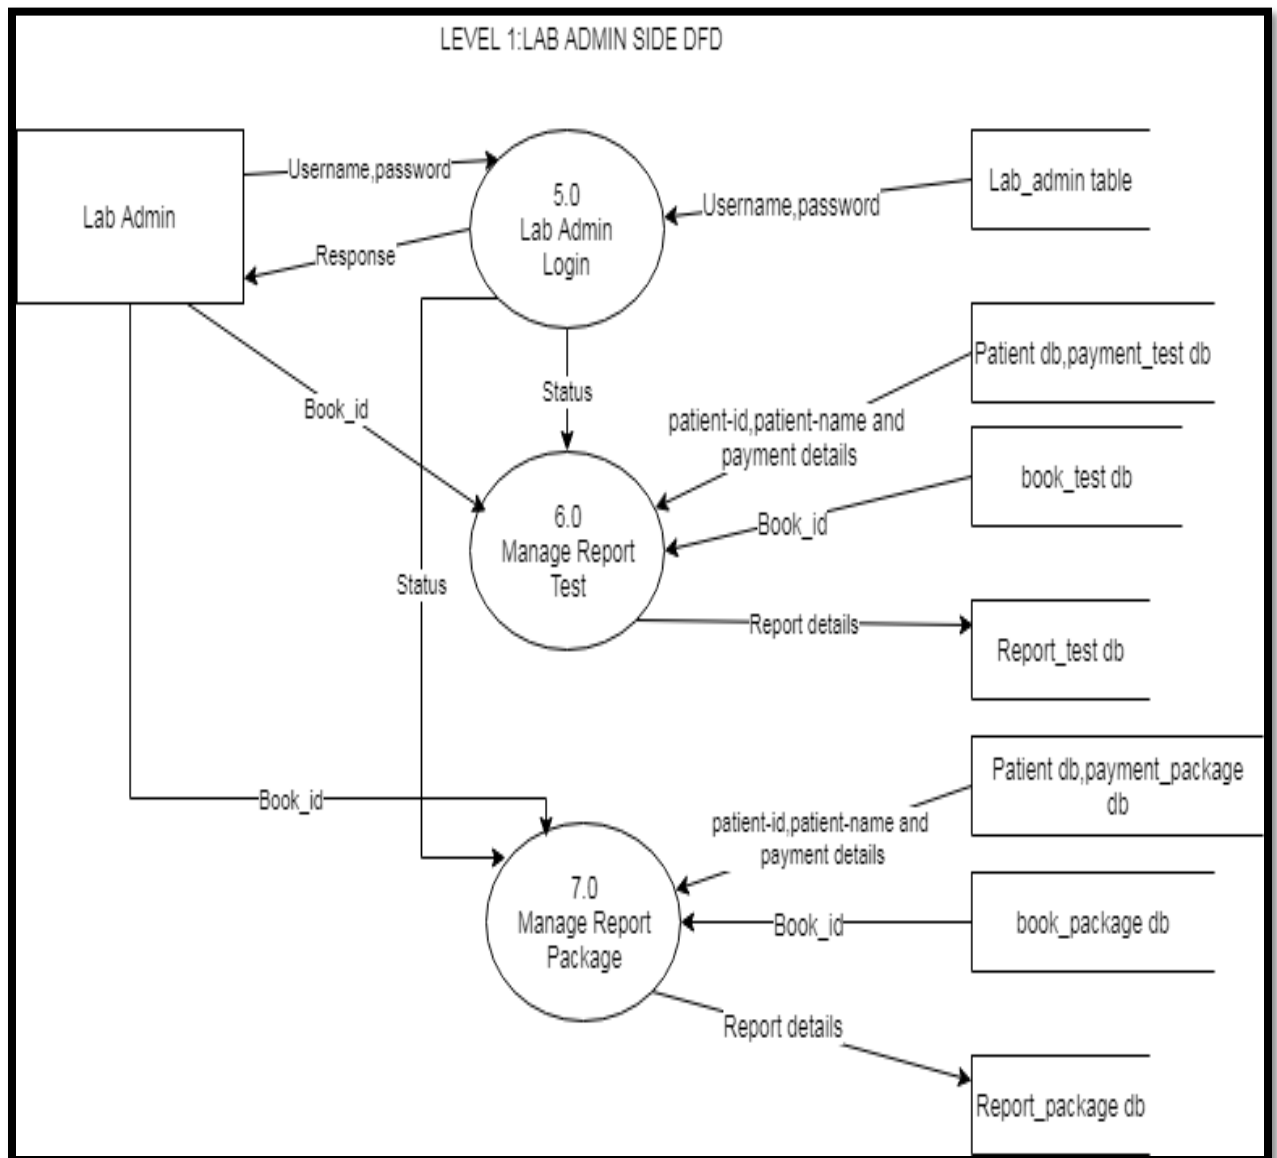 LEVEL 1:LAB ADMIN SIDE DFD
Lab Admin
Username,password
Response
5.0
Lab Admin
Login
Username,password
Lab_admin table
Status
Book_id
Patient db,payment_test db
patient-id,patient-name and
payment details
book_test db
Book_id
6.0
Manage Report
Test
Status
Report details
Report_test db
Book_id
Patient db,payment_package
db
patient-id,patient-name and
payment details
7.0
Manage Report
Package
Book_id
book_package db
Report details
Report_package db